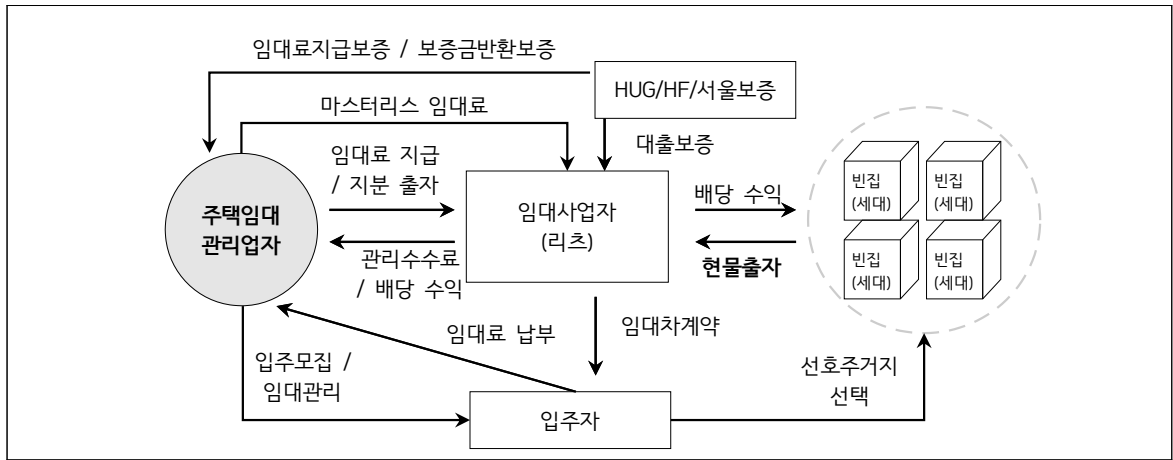 임대료지급보증 / 보증금반환보증
HUG/HF/서울보증
마스터리스 임대료
대출보증
임대료 지급
/ 지분 출자
주택임대
관리업자
임대사업자
(리츠)
배당 수익
현물출자
빈집
(세대)
빈집
(세대)
빈집
(세대)
빈집
(세대)
관리수수료
/ 배당 수익
임대료 납부
임대차계약
입주모집 /
임대관리
선호주거지
선택
입주자